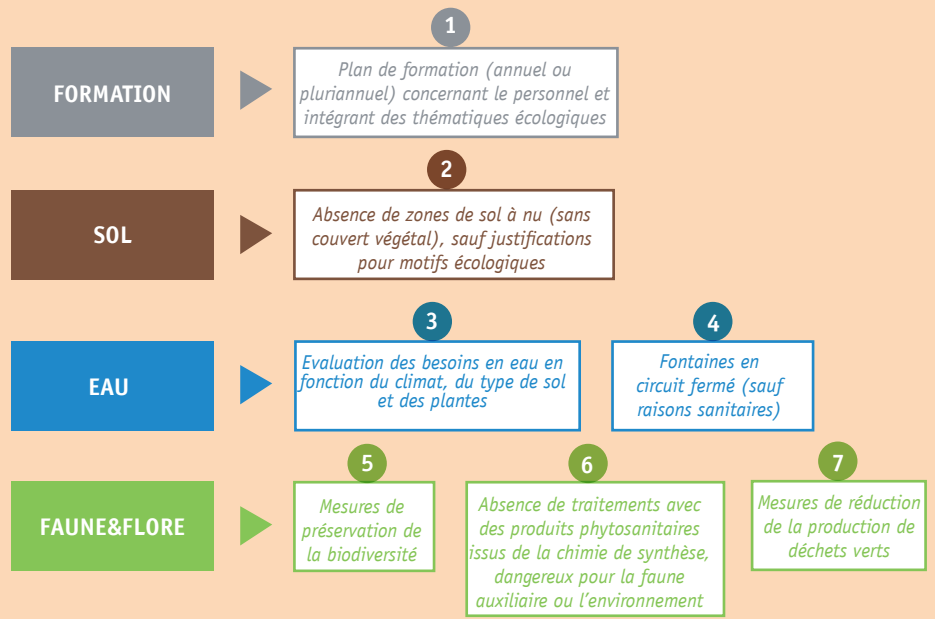 1
FORMATION
Plan de formation (annuel ou
pluriannuel) concernant le personnel et
intégrant des thématiques écologiques
2
SOL
Absence de zones de sol à nu (sans
couvert végétal), sauf justifications
pour motifs écologiques
3
EAU
Evaluation des besoins en eau en
fonction du climat, du type de sol
et des plantes
4
Fontaines en
circuit fermé (sauf
raisons sanitaires)
5
FAUNE&FLORE
Mesures de
préservation de
la biodiversité
6
Absence de traitements avec
des produits phytosanitaires
issus de la chimie de synthèse,
dangereux pour la faune
auxiliaire ou l'environnement
7
Mesures de réduction
de la production de
déchets verts